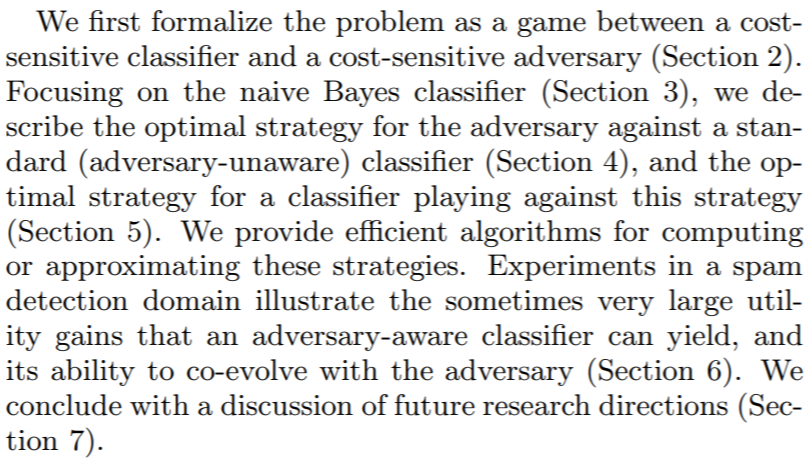 We first formalize the problem as a game between a cost-
sensitive classifier and a cost-sensitive adversary (Section 2).
Focusing on the naive Bayes classifier (Section 3), we de-
scribe the optimal strategy for the adversary against a stan-
dard (adversary-unaware) classifier (Section 4), and the op-
timal strategy for a classifier playing against this strategy
(Section 5). We provide efficient algorithms for computing
or approximating these strategies. Experiments in a spam
detection domain illustrate the sometimes very large util-
ity gains that an adversary-aware classifier can yield, and
its ability to co-evolve with the adversary (Section 6). We
conclude with a discussion of future research directions (Sec-
tion 7).